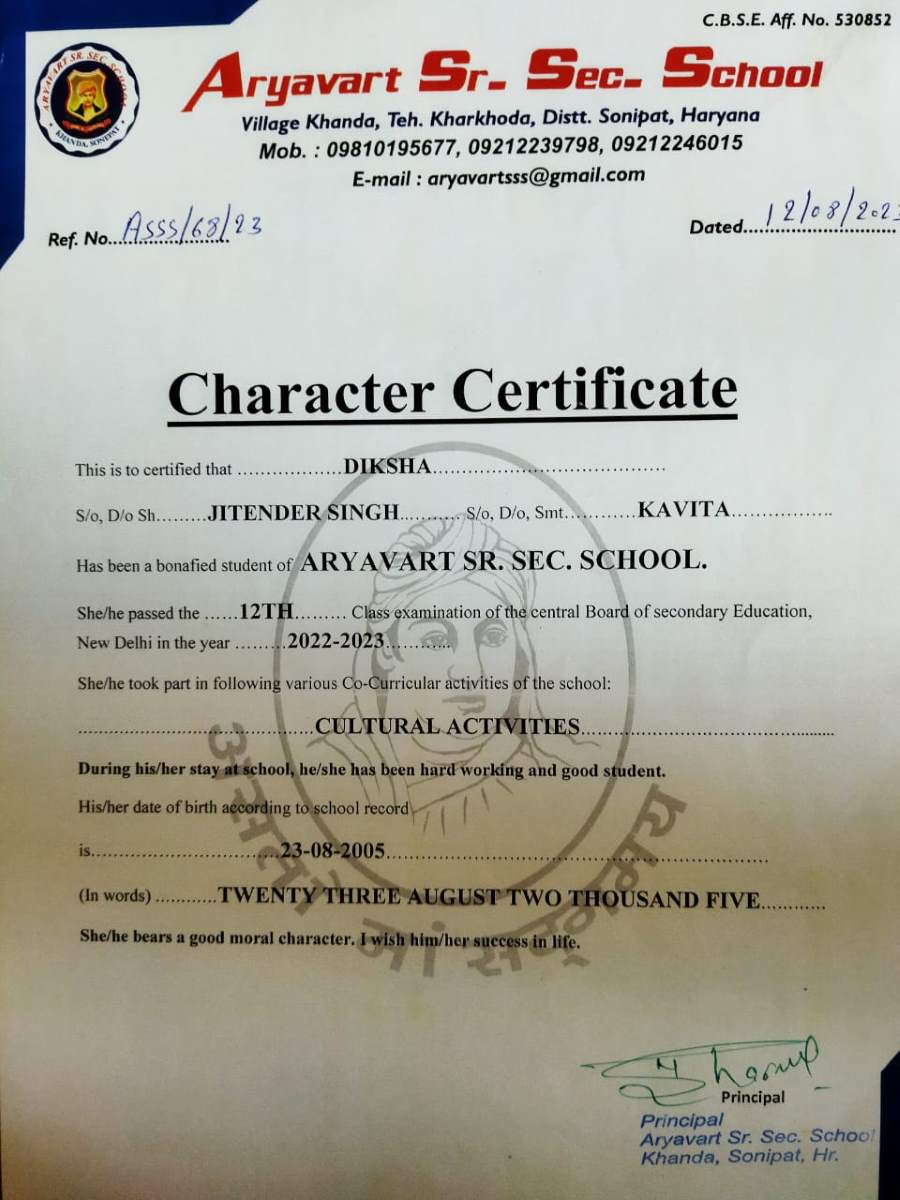 C.B.S.E. Aff. No. 530852
ARYAVART SR. SEC. SCHOOL
KHANDA, SONIPAT
Aryavart Sr. Sec. School
Village Khanda, Teh. Kharkhoda, Distt. Sonipat, Haryana
Mob. : 09810195677, 09212239798, 09212246015
E-mail : aryavartsss@gmail.com
Ref. No....ASSS/68/23
Dated....12/08/2023
Character Certificate
This is to certified that ..................DIKSHA........................................
S/o, D/o Sh.........JITENDER SINGH........... S/o, D/o, Smt............KAVITA.................
Has been a bonafied student of ARYAVART SR. SEC. SCHOOL.
She/he passed the ......12TH......... Class examination of the central Board of secondary Education,
New Delhi in the year .........2022-2023............
She/he took part in following various Co-Curricular activities of the school:
.........................................CULTURAL ACTIVITIES.............................................
During his/her stay at school, he/she has been hard working and good student.
His/her date of birth according to school record
is.................................23-08-2005..................................................................
(In words) ............TWENTY THREE AUGUST TWO THOUSAND FIVE............
She/he bears a good moral character. I wish him/her success in life.
Principal
Principal
Aryavart Sr. Sec. School
Khanda, Sonipat, Hr.